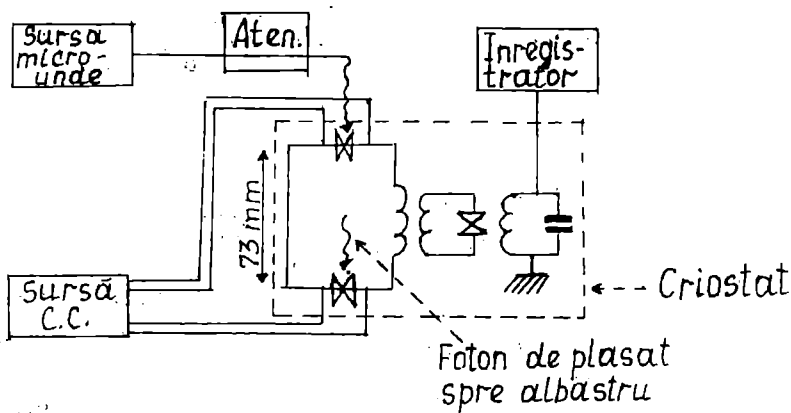 Sursa
micro-
unde
Aten.
Inregis-
trator
73 mm
Sursă
C.C.
Criostat
Foton de plasat
spre albastru